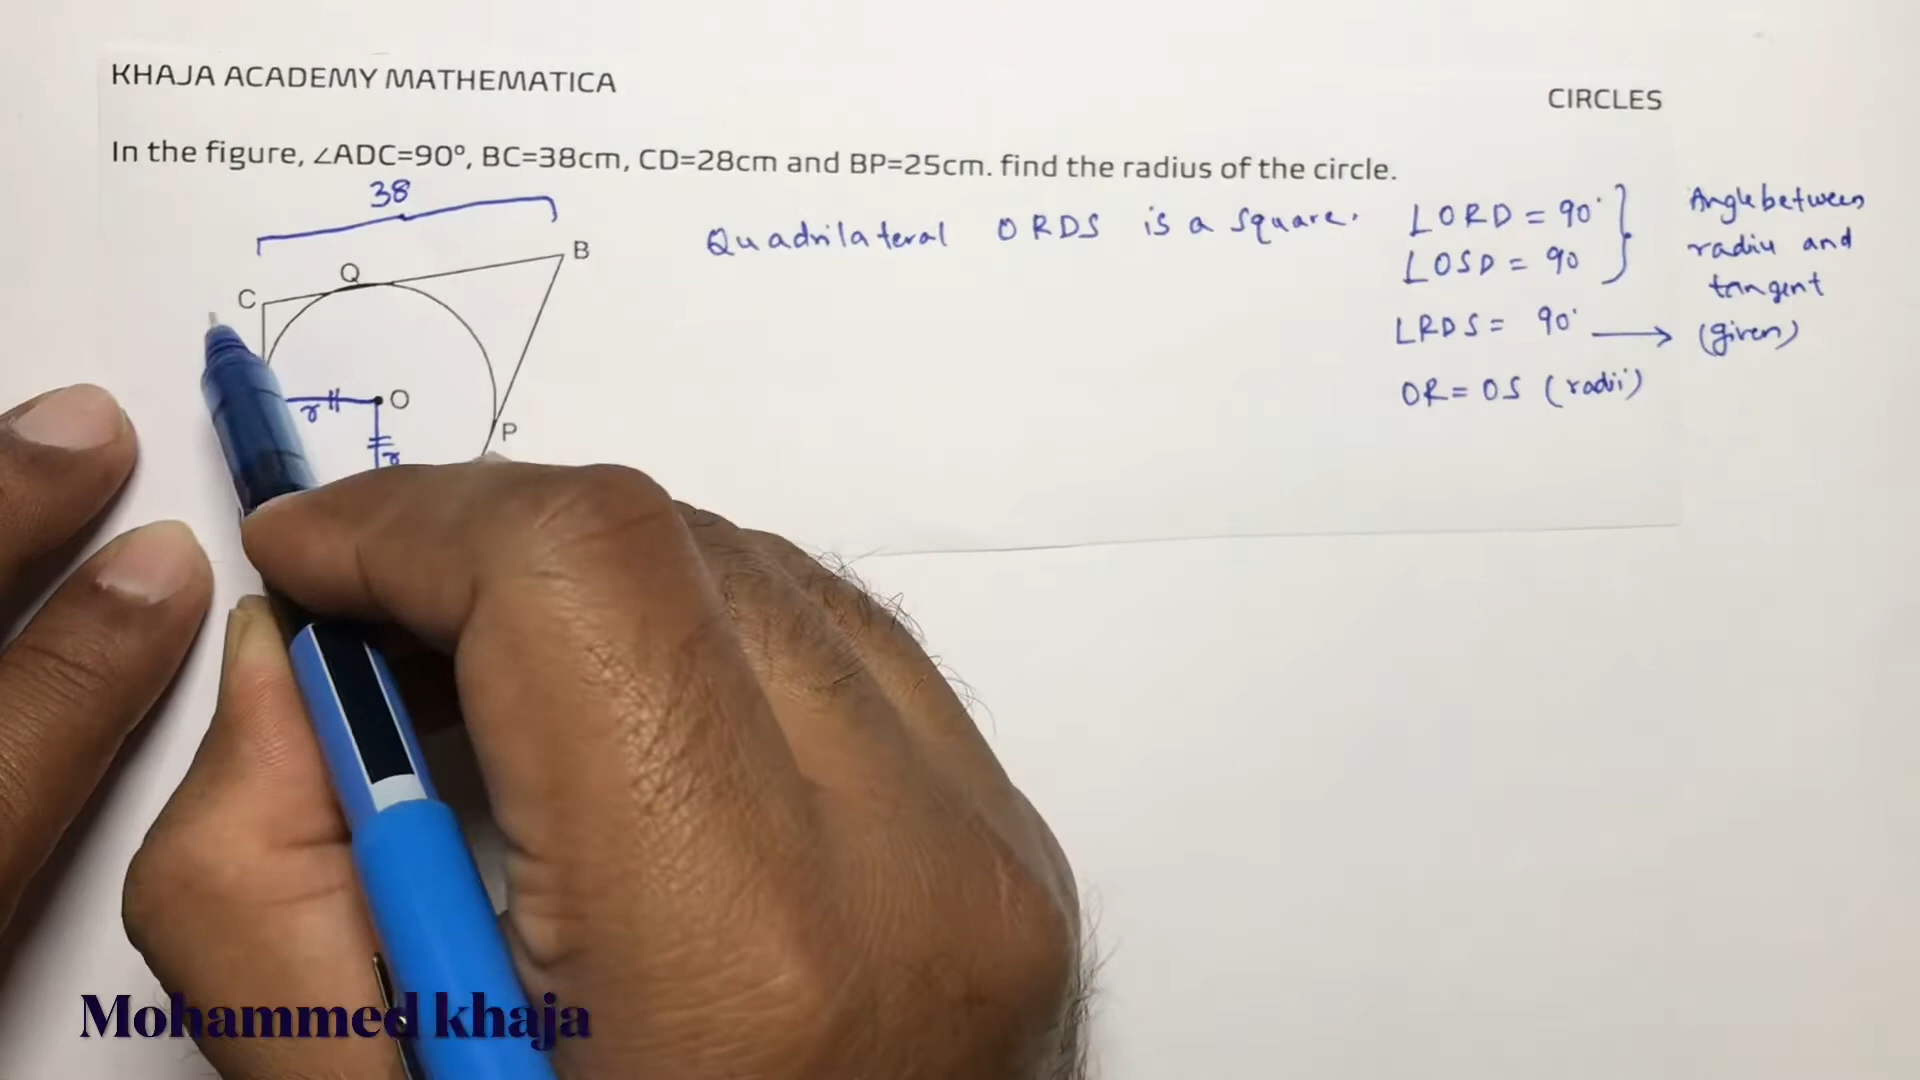 KHAJA ACADEMY MATHEMATICA
CIRCLES
In the figure, ∠ADC=90°, BC=38cm, CD=28cm and BP=25cm. find the radius of the circle.
38
B
Q
C
O
r
r
P
Quadrilateral ORDS is a square.
∠ORD = 90°
∠OSD = 90
Angle between
radiu and
tangent
∠RDS = 90° → (given)
OR = OS (radii)
Mohammed khaja